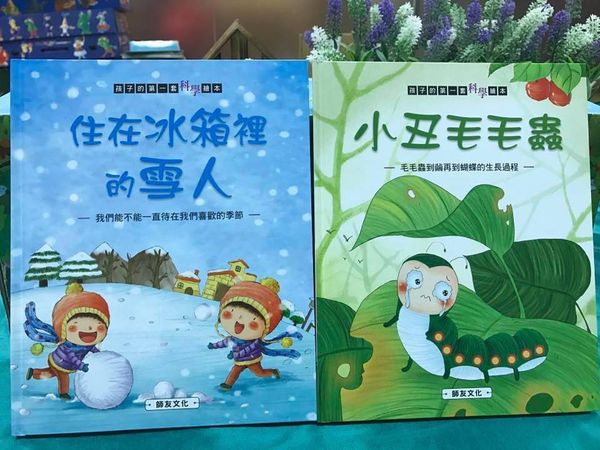 孩子的第一套科學繪本
住在冰箱裡
的雪人
我們能不能一直待在我們喜歡的季節
師友文化
孩子的第一套科學繪本
小丑毛毛蟲
毛毛蟲到繭再到蝴蝶的生長過程
師友文化